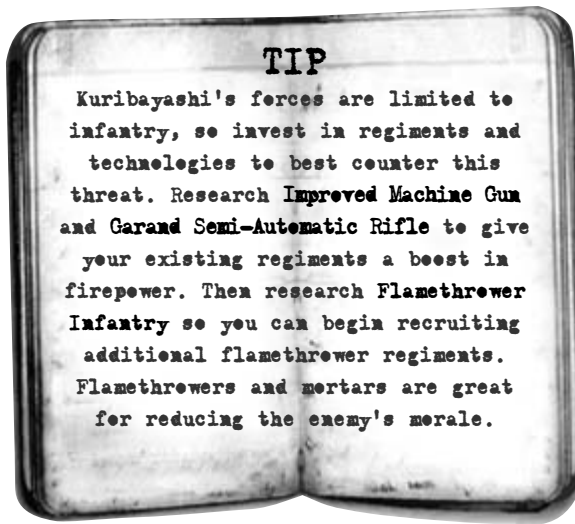 TIP
Kuribayashi's forces are limited to
infantry, so invest in regiments and
technologies to best counter this
threat. Research Improved Machine Gun
and Garand Semi-Automatic Rifle to give
your existing regiments a boost in
firepower. Then research Flamethrower
Infantry so you can begin recruiting
additional flamethrower regiments.
Flamethrowers and mortars are great
for reducing the enemy's morale.